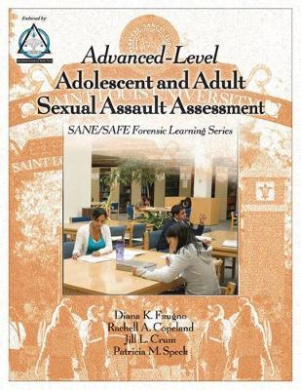 Endorsed by
Advanced-Level
Adolescent and Adult
Sexual Assault Assessment
SANE/SAFE Forensic Learning Series
Diana K. Faugno
Rachell A. Copeland
Jill L. Crum
Patricia M. Speck